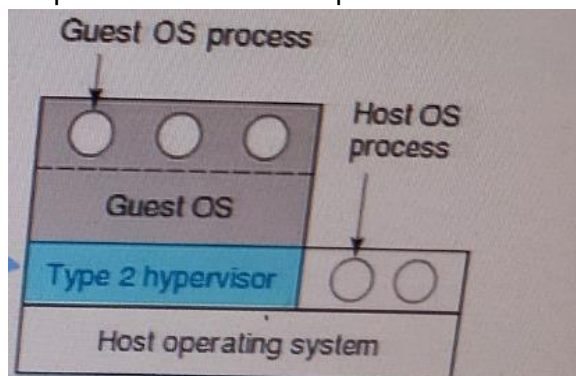 Guest OS process
Host OS
process
Guest OS
Type 2 hypervisor
Host operating system